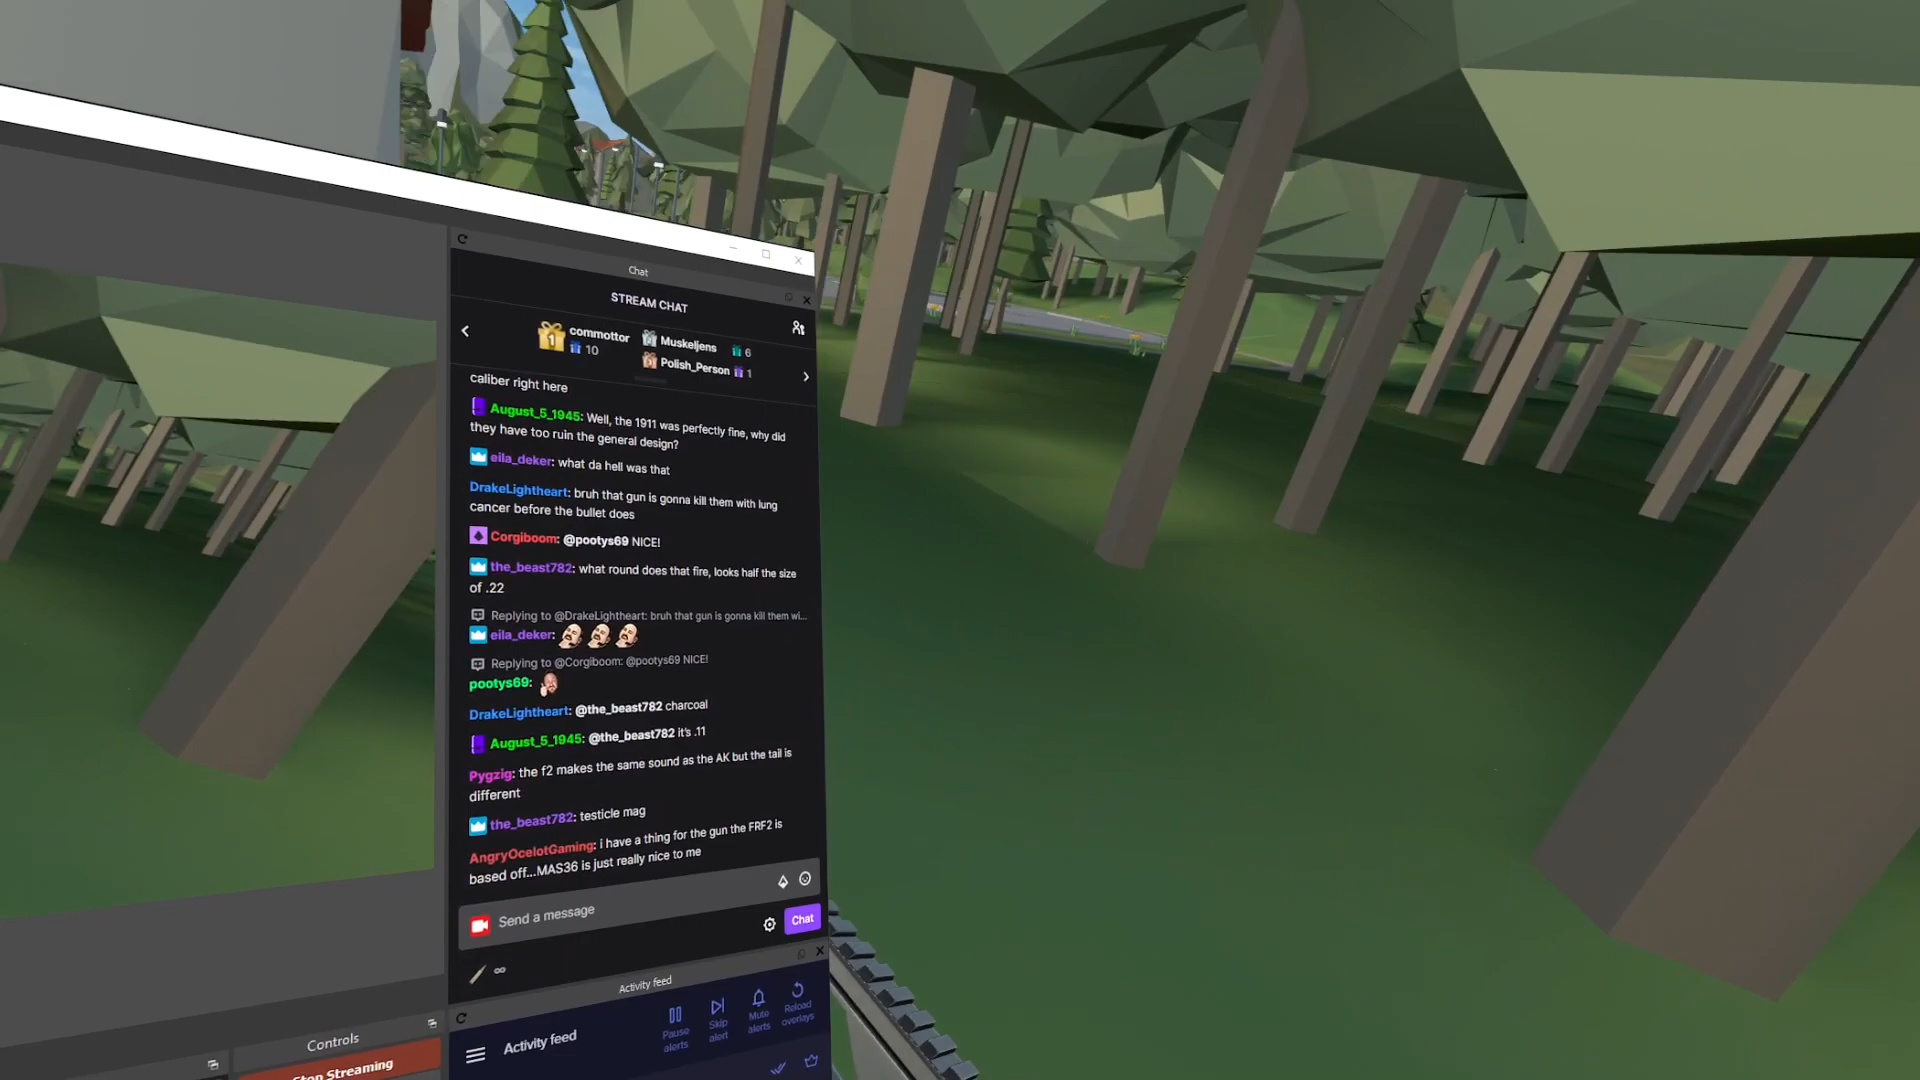 Chat
STREAM CHAT
1 commottor
10
Muskeljens 6
Polish_Person 1
caliber right here
August_5_1945: Well, the 1911 was perfectly fine, why did
they have too ruin the general design?
eila_deker: what da hell was that
DrakeLightheart: bruh that gun is gonna kill them with lung
cancer before the bullet does
Corgiboom: @pootys69 NICE!
the_beast782: what round does that fire, looks half the size
of .22
Replying to @DrakeLightheart: bruh that gun is gonna kill them wi...
eila_deker:
Replying to @Corgiboom: @pootys69 NICE!
pootys69:
DrakeLightheart: @the_beast782 charcoal
August_5_1945: @the_beast782 it's .11
Pygzig: the f2 makes the same sound as the AK but the tail is
different
the_beast782: testicle mag
AngryOcelotGaming: i have a thing for the gun the FRF2 is
based off...MAS36 is just really nice to me
Send a message
Chat
∞
Activity feed
Activity feed
Pause
alerts
Skip
alert
Mute
alerts
Reload
overlays
Controls
Stop Streaming